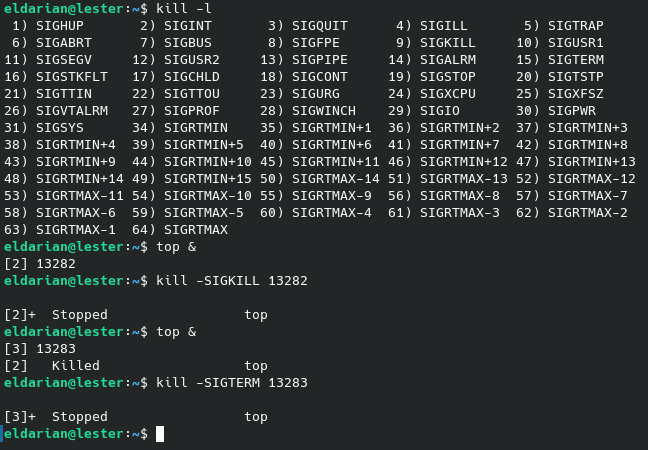 eldarian@lester:~$ kill -l
 1) SIGHUP       2) SIGINT       3) SIGQUIT      4) SIGILL       5) SIGTRAP
 6) SIGABRT      7) SIGBUS       8) SIGFPE       9) SIGKILL     10) SIGUSR1
11) SIGSEGV     12) SIGUSR2     13) SIGPIPE     14) SIGALRM     15) SIGTERM
16) SIGSTKFLT   17) SIGCHLD     18) SIGCONT     19) SIGSTOP     20) SIGTSTP
21) SIGTTIN     22) SIGTTOU     23) SIGURG      24) SIGXCPU     25) SIGXFSZ
26) SIGVTALRM   27) SIGPROF     28) SIGWINCH    29) SIGIO       30) SIGPWR
31) SIGSYS      34) SIGRTMIN    35) SIGRTMIN+1  36) SIGRTMIN+2  37) SIGRTMIN+3
38) SIGRTMIN+4  39) SIGRTMIN+5  40) SIGRTMIN+6  41) SIGRTMIN+7  42) SIGRTMIN+8
43) SIGRTMIN+9  44) SIGRTMIN+10 45) SIGRTMIN+11 46) SIGRTMIN+12 47) SIGRTMIN+13
48) SIGRTMIN+14 49) SIGRTMIN+15 50) SIGRTMAX-14 51) SIGRTMAX-13 52) SIGRTMAX-12
53) SIGRTMAX-11 54) SIGRTMAX-10 55) SIGRTMAX-9  56) SIGRTMAX-8  57) SIGRTMAX-7
58) SIGRTMAX-6  59) SIGRTMAX-5  60) SIGRTMAX-4  61) SIGRTMAX-3  62) SIGRTMAX-2
63) SIGRTMAX-1  64) SIGRTMAX
eldarian@lester:~$ top &
[2] 13282
eldarian@lester:~$ kill -SIGKILL 13282
[2]+  Stopped                 top
eldarian@lester:~$ top &
[3] 13283
[2]   Killed                  top
eldarian@lester:~$ kill -SIGTERM 13283
[3]+  Stopped                 top
eldarian@lester:~$